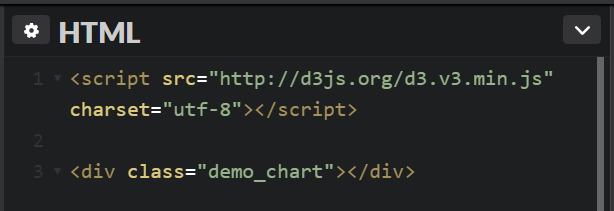 HTML
1 <script src="http://d3js.org/d3.v3.min.js"
charset="utf-8"></script>
2
3 <div class="demo_chart"></div>